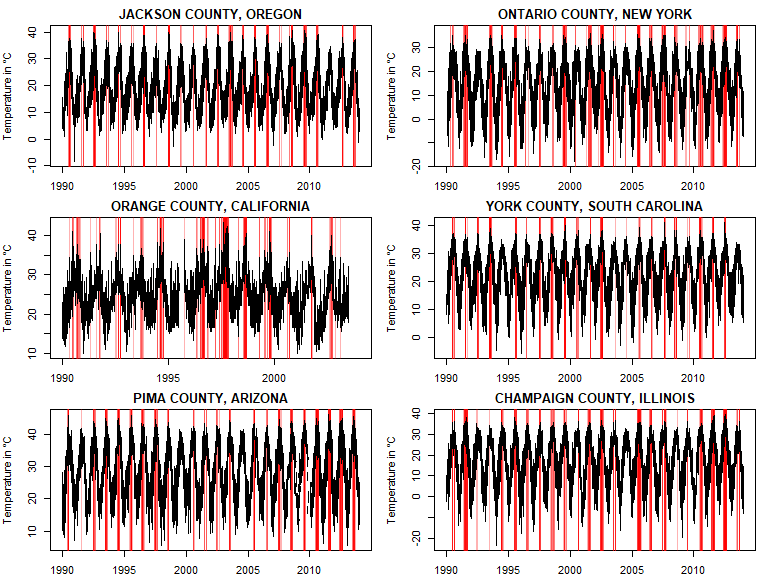 JACKSON COUNTY, OREGON
Temperature in °C
40
30
20
10
0
-10
1990 1995 2000 2005 2010
ONTARIO COUNTY, NEW YORK
Temperature in °C
30
20
10
0
-20
1990 1995 2000 2005 2010
ORANGE COUNTY, CALIFORNIA
Temperature in °C
40
30
20
10
1990 1995 2000
YORK COUNTY, SOUTH CAROLINA
Temperature in °C
40
30
20
10
0
1990 1995 2000 2005 2010
PIMA COUNTY, ARIZONA
Temperature in °C
40
30
20
10
1990 1995 2000 2005 2010
CHAMPAIGN COUNTY, ILLINOIS
Temperature in °C
40
30
20
10
0
-20
1990 1995 2000 2005 2010